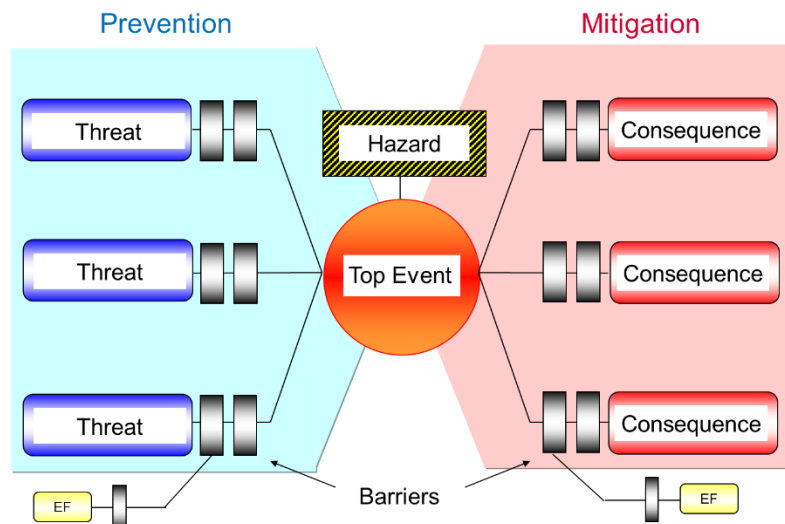 Prevention
Mitigation
Threat
Hazard
Consequence
Threat
Top Event
Consequence
Threat
Consequence
EF
Barriers
EF